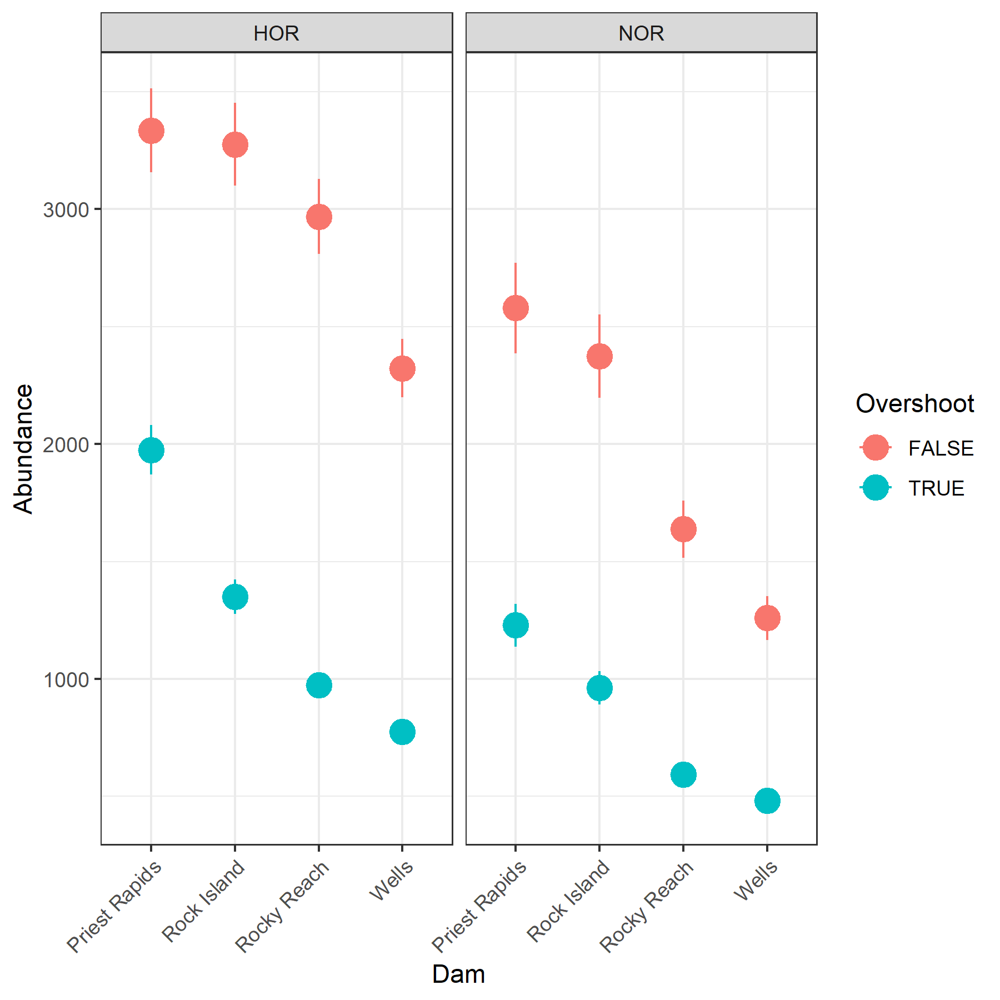 HOR
NOR
3000
2000
1000
Abundance
Priest Rapids
Rock Island
Rocky Reach
Wells
Priest Rapids
Rock Island
Rocky Reach
Wells
Dam
Overshoot
FALSE
TRUE